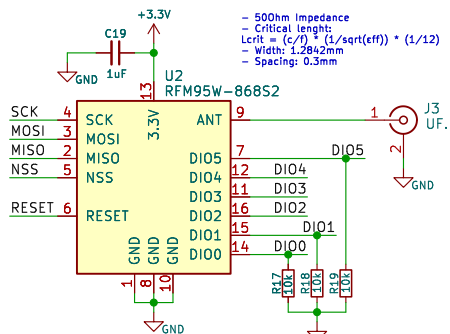 - 50Ohm Impedance
- Critical lenght:
Lcrit = (c/f) * (1/sqrt(εff)) * (1/12)
- Width: 1.2842mm
- Spacing: 0.3mm
+3.3V
C19
1uF
GND
U2
RFM95W-868S2
13
3.3V
SCK 4 SCK
MOSI 3 MOSI
MISO 2 MISO
NSS 5 NSS
RESET 6 RESET
ANT 9
1
J3
UF.
2
GND
DIO5 7 DIO5
DIO4 12 DIO4
DIO3 11 DIO3
DIO2 16 DIO2
DIO1 15 DIO1
DIO0 14 DIO0
GND GND GND
1 8 10
GND
R17 10k
R18 10k
R19 10k